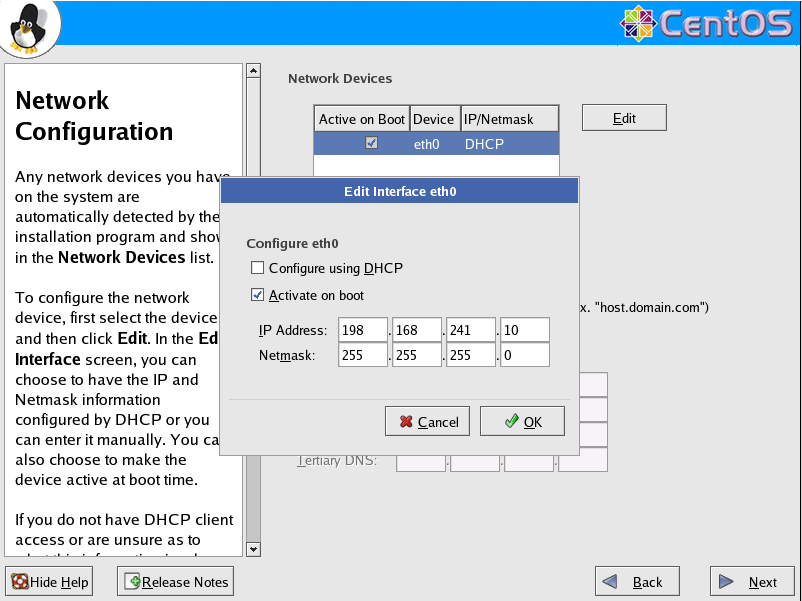 CentOS
Network
Configuration
Any network devices you have
on the system are
automatically detected by the
installation program and show
in the Network Devices list.
To configure the network
device, first select the device
and then click Edit. In the Ed
Interface screen, you can
choose to have the IP and
Netmask information
configured by DHCP or you
can enter it manually. You ca
also choose to make the
device active at boot time.
If you do not have DHCP client
access or are unsure as to
Network Devices
Active on Boot Device IP/Netmask
eth0 DHCP
Edit
Edit Interface eth0
Configure eth0
Configure using DHCP
Activate on boot
IP Address: 198 . 168 . 241 . 10
Netmask: 255 . 255 . 255 . 0
Cancel OK
x. "host.domain.com")
Tertiary DNS:
Hide Help Release Notes Back Next